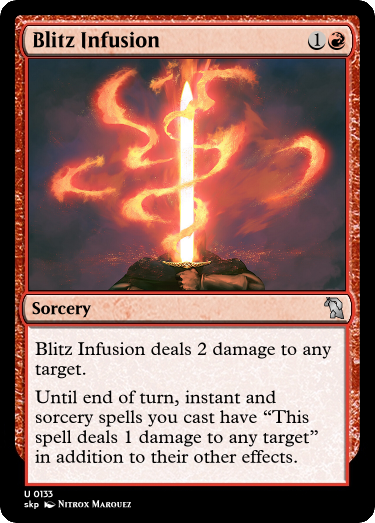 Blitz Infusion 1
Sorcery
Blitz Infusion deals 2 damage to any
target.
Until end of turn, instant and
sorcery spells you cast have “This
spell deals 1 damage to any target”
in addition to their other effects.
U 0133
skp Nitrox Marquez